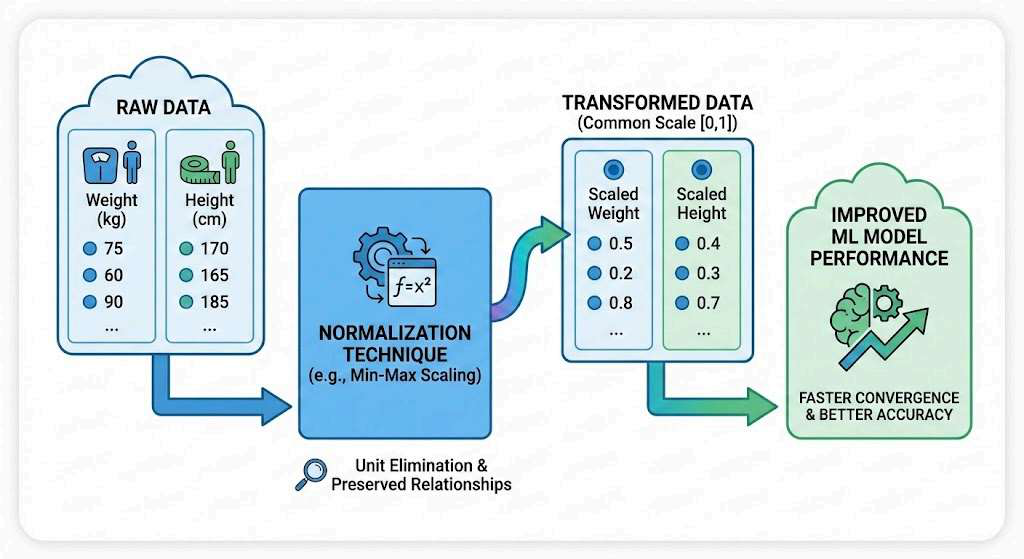 RAW DATA
Weight
(kg)
75
60
90
...
Height
(cm)
170
165
185
...
f=x²
NORMALIZATION
TECHNIQUE
(e.g., Min-Max Scaling)
Unit Elimination &
Preserved Relationships
TRANSFORMED DATA
(Common Scale [0,1])
Scaled
Weight
0.5
0.2
0.8
...
Scaled
Height
0.4
0.3
0.7
...
IMPROVED
ML MODEL
PERFORMANCE
FASTER CONVERGENCE
& BETTER ACCURACY